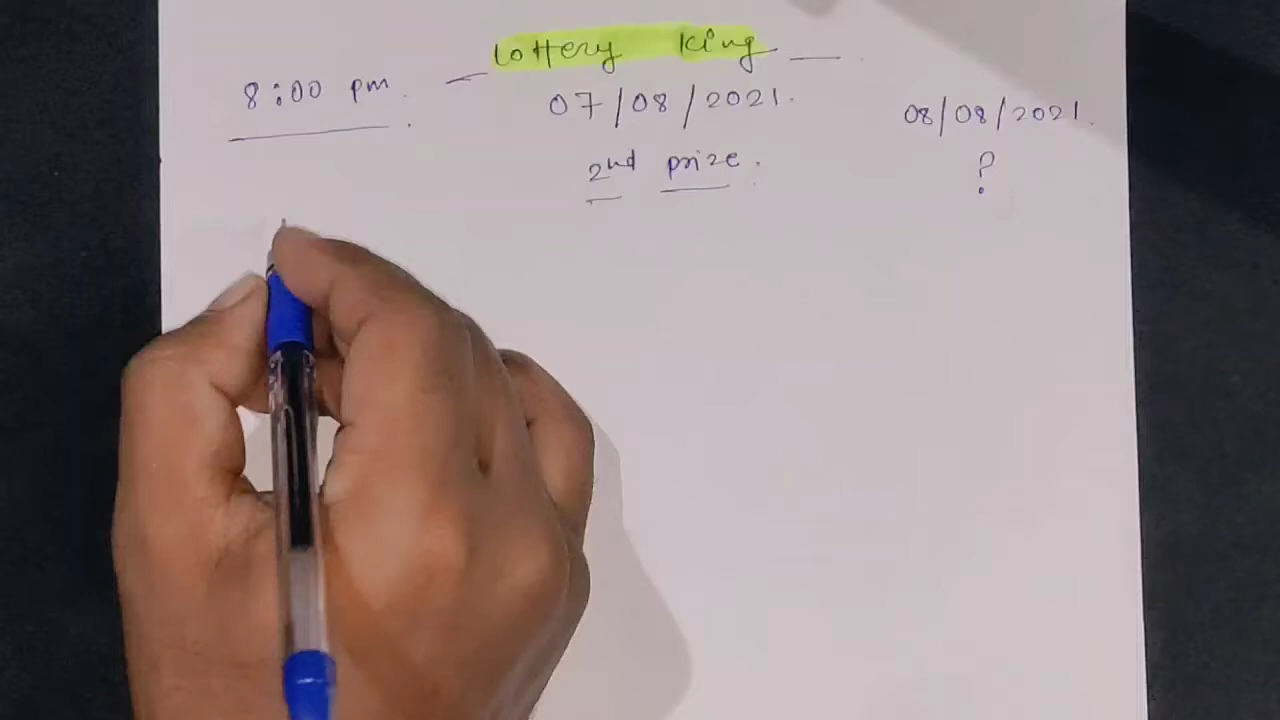 Lottery King
8:00 pm.
07/08/2021.
08/08/2021.
2nd prize.
?